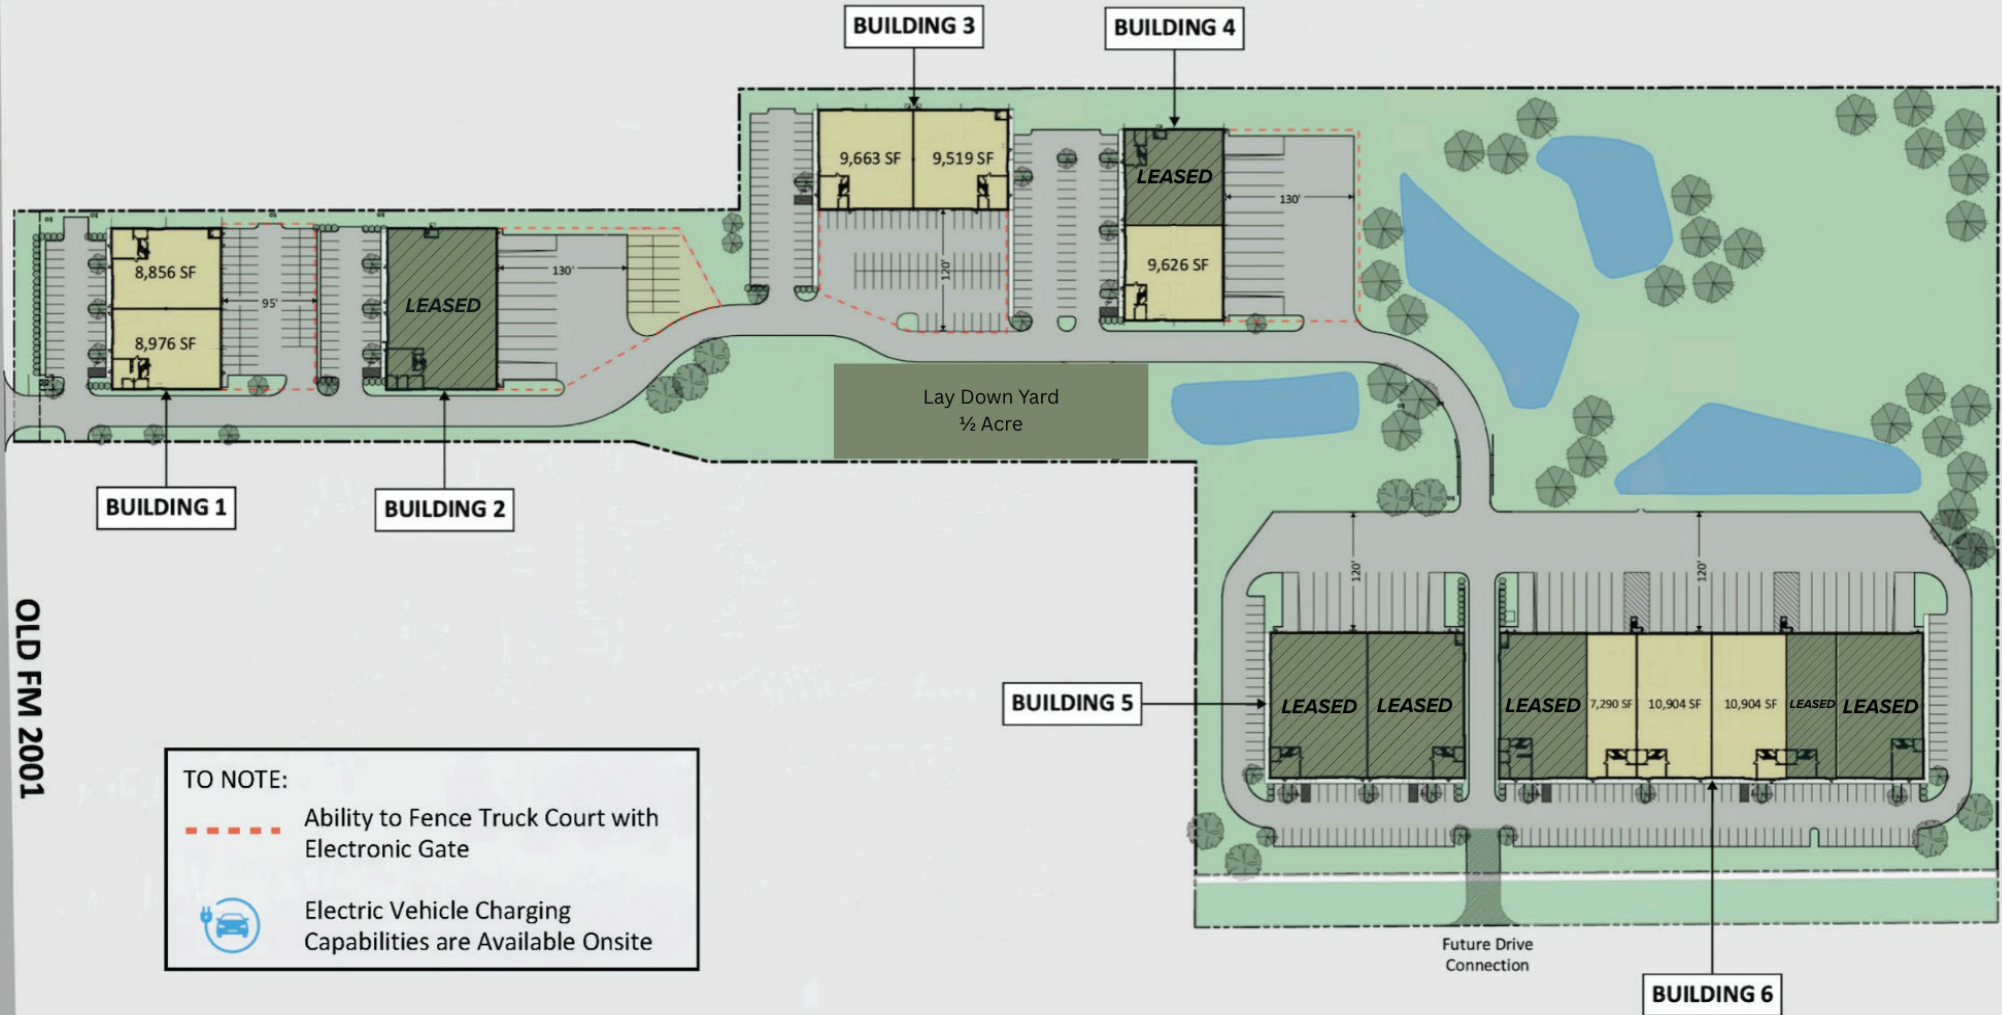 BUILDING 3
BUILDING 4
9,663 SF
9,519 SF
LEASED
130'
120'
9,626 SF
8,856 SF
95'
8,976 SF
LEASED
130'
Lay Down Yard
½ Acre
BUILDING 1
BUILDING 2
OLD FM 2001
120'
120'
BUILDING 5
LEASED
LEASED
LEASED
7,290 SF
10,904 SF
10,904 SF
LEASED
LEASED
TO NOTE:
Ability to Fence Truck Court with
Electronic Gate
Electric Vehicle Charging
Capabilities are Available Onsite
Future Drive
Connection
BUILDING 6